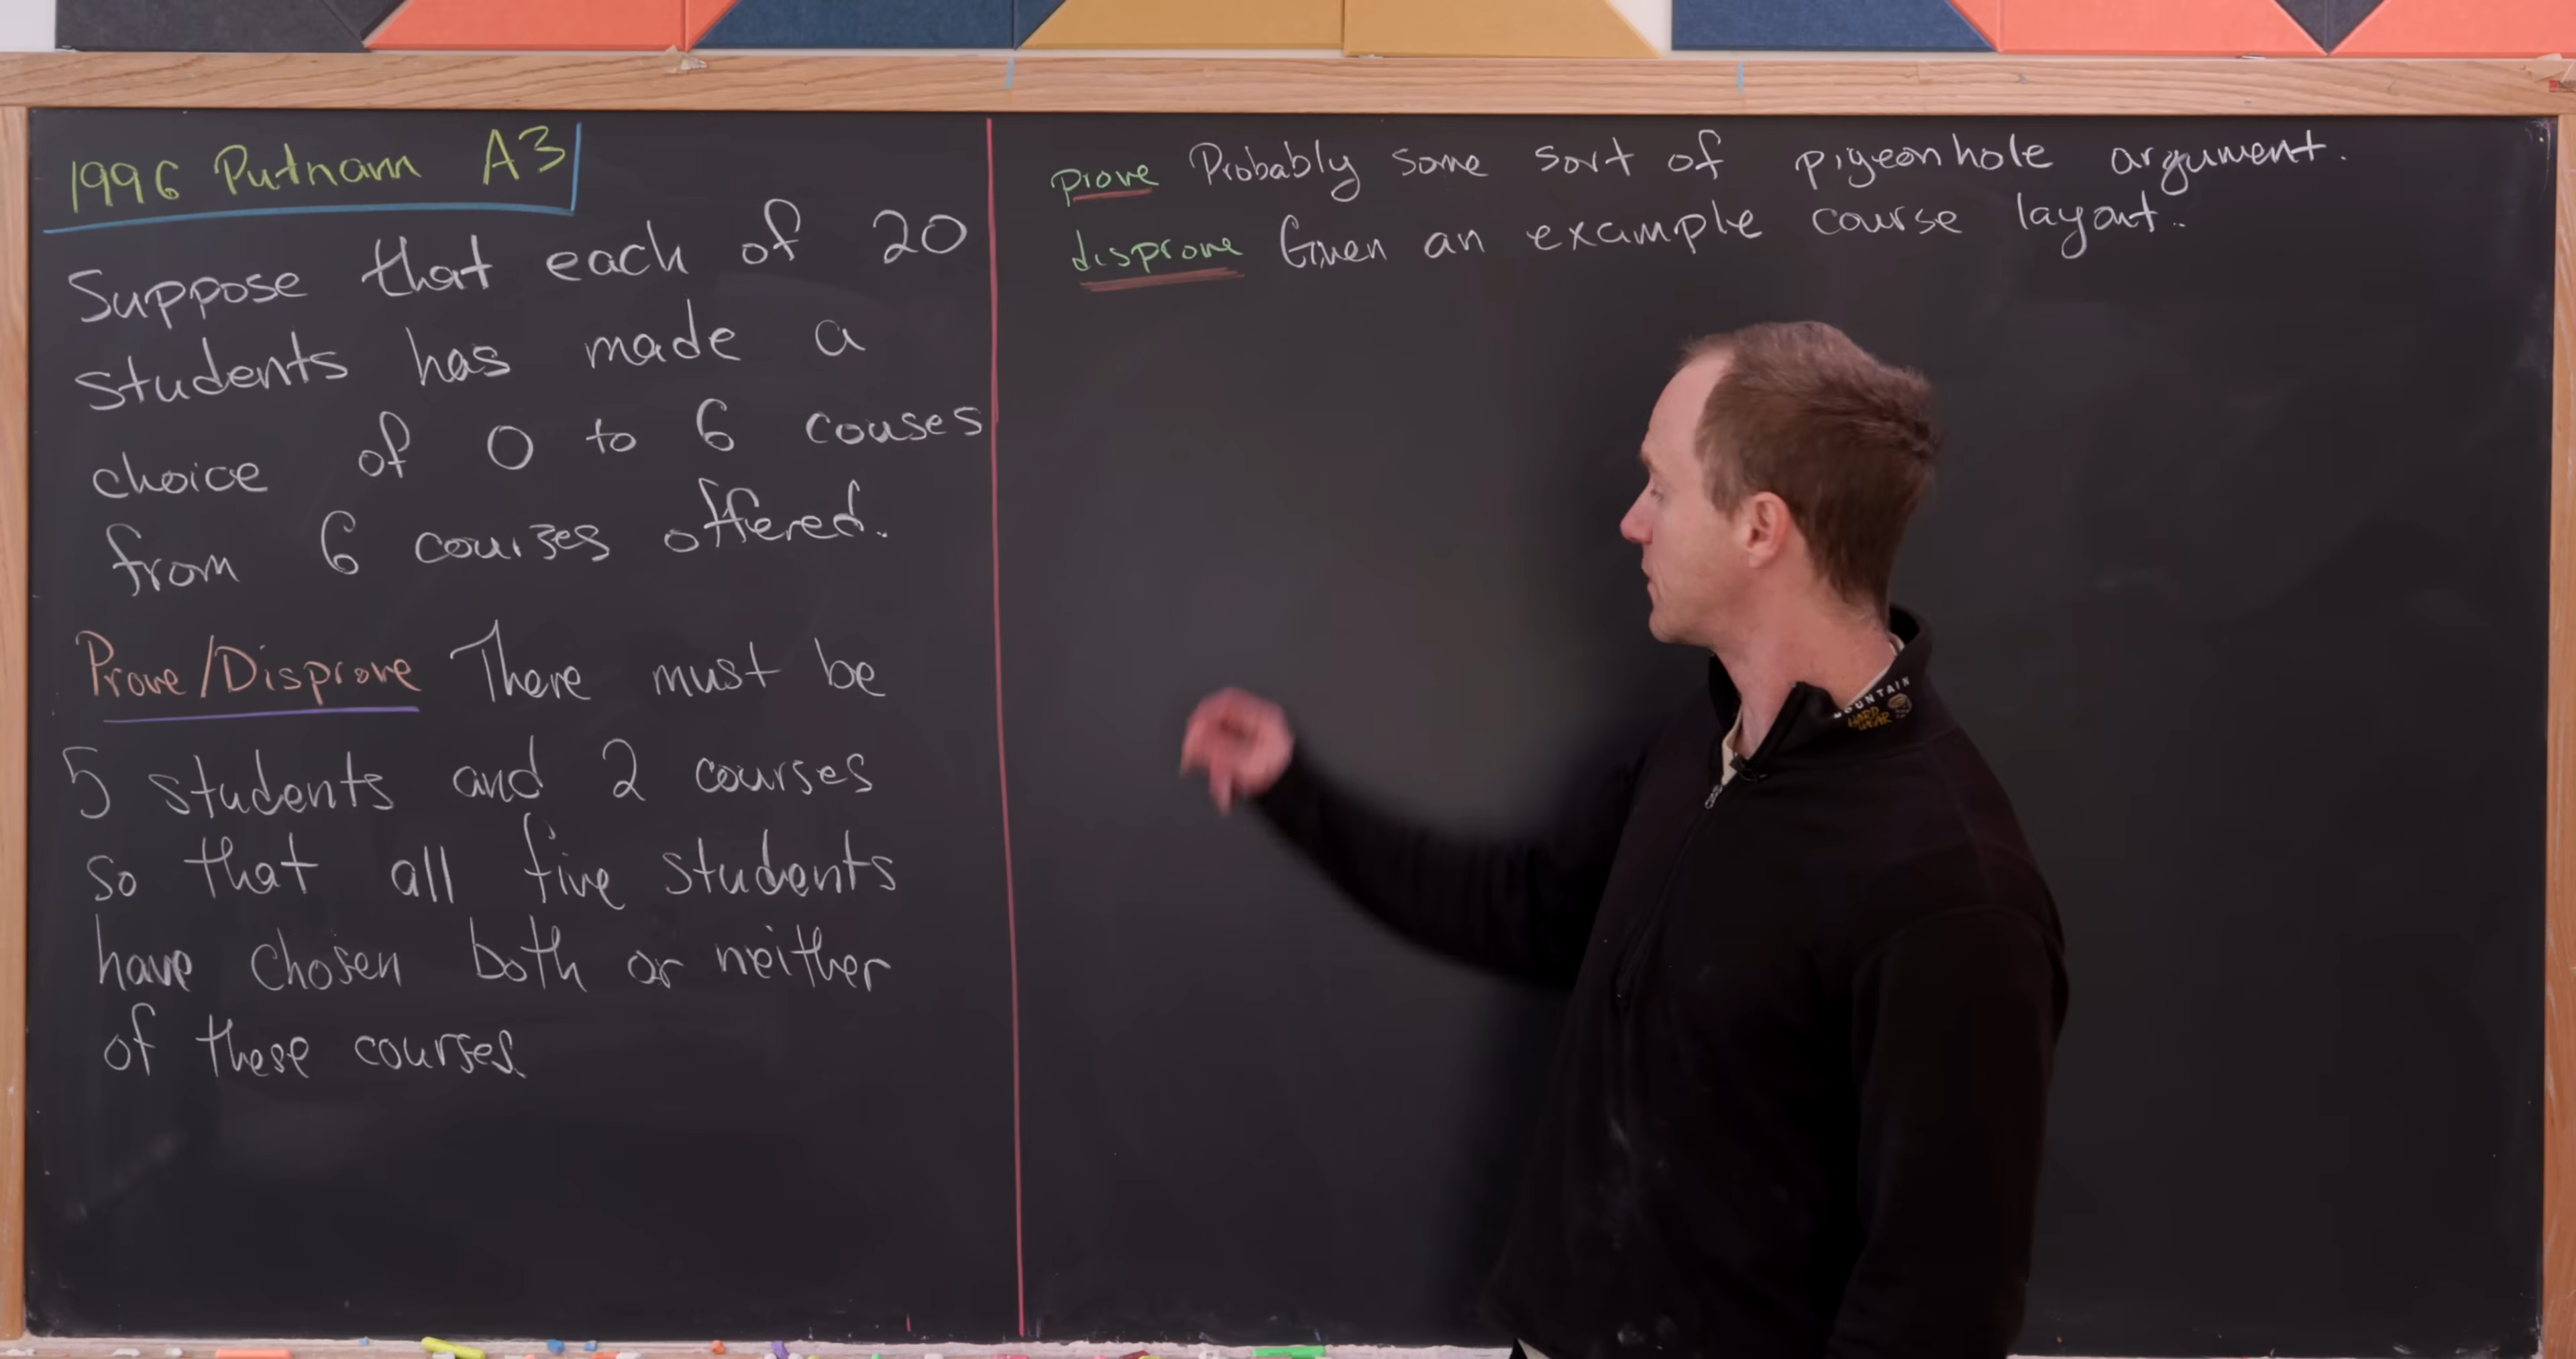 1996 Putnam A3
Suppose that each of 20
students has made a
choice of 0 to 6 couses
from 6 courses offered.
Prove/Disprove There must be
5 students and 2 courses
so that all five students
have chosen both or neither
of these courses
prove Probably some sort of pigeonhole argument.
disprove Given an example course layout.
MOUNTAIN
HARD
WEAR